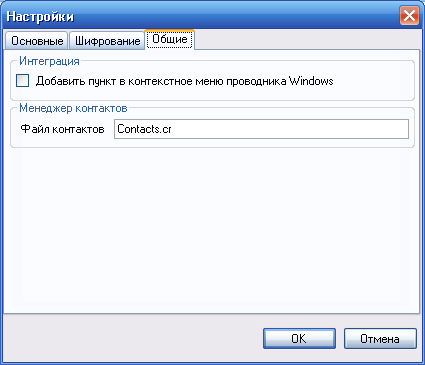 Настройки
Основные Шифрование Общие
Интеграция
Добавить пункт в контекстное меню проводника Windows
Менеджер контактов
Файл контактов Contacts.cr
OK Отмена